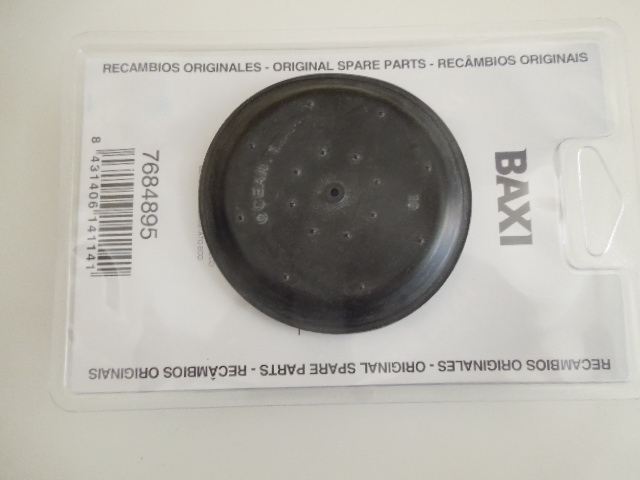 RECAMBIOS ORIGINALES - ORIGINAL SPARE PARTS - RECÂMBIOS ORIGINAIS
BAXI
7684895
8 431406 141141
RECAMBIOS ORIGINALES - ORIGINAL SPARE PARTS - RECÂMBIOS ORIGINAIS